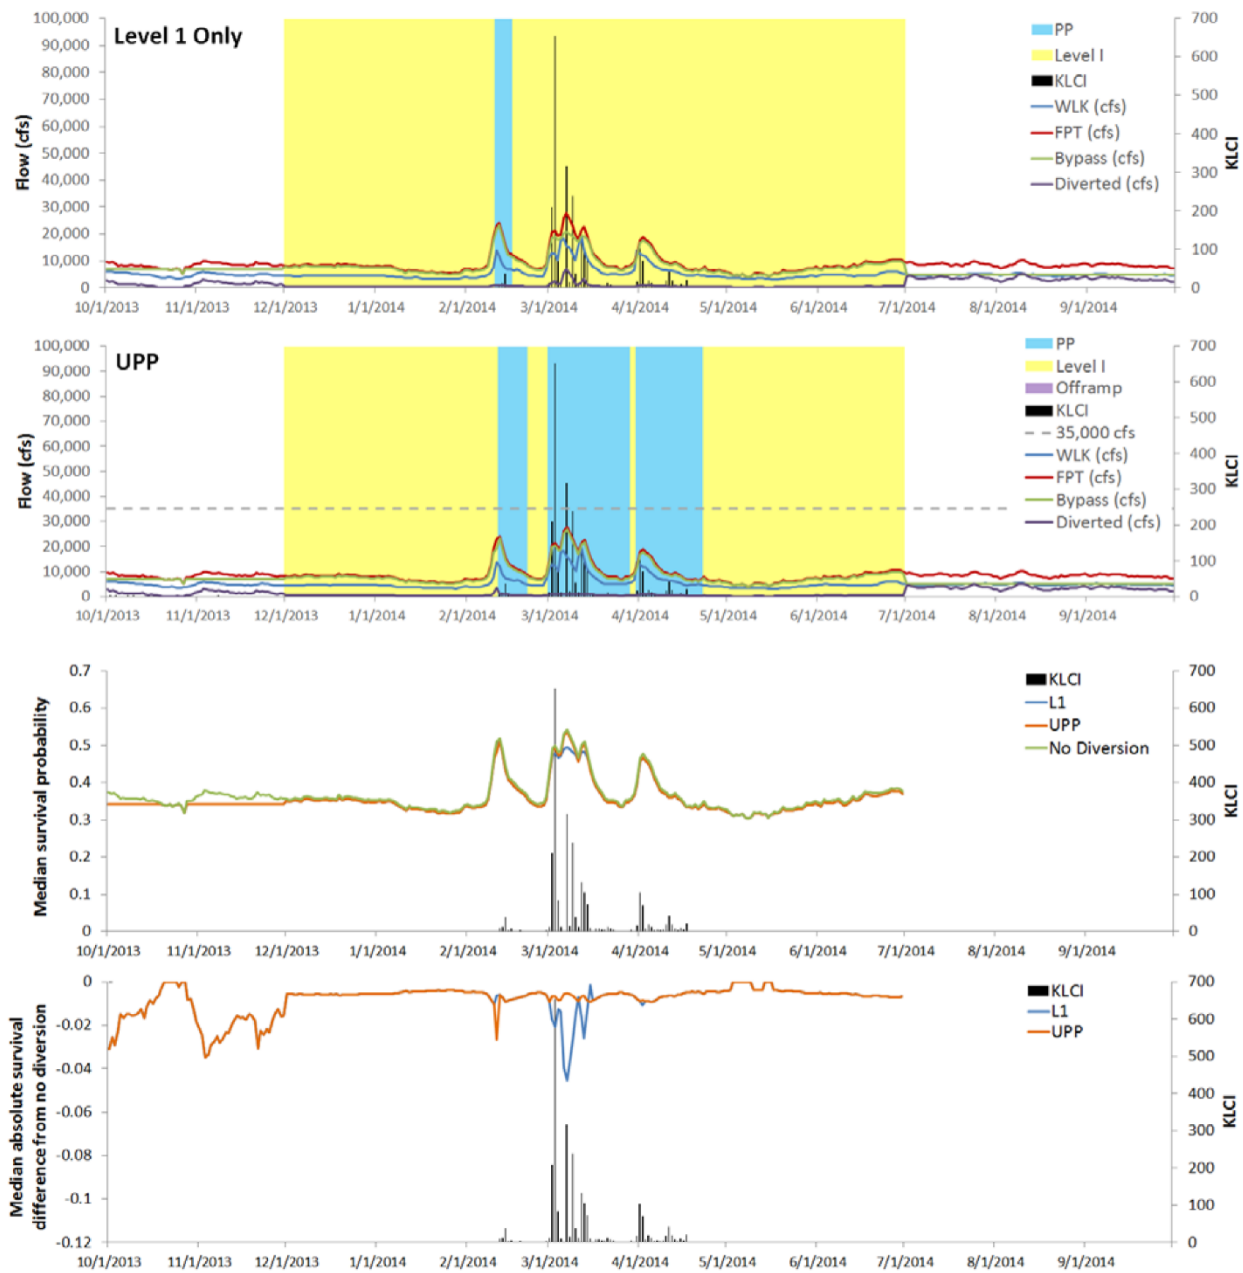 Level 1 Only
Flow (cfs)
100,000
90,000
80,000
70,000
60,000
50,000
40,000
30,000
20,000
10,000
0
700
600
500
400
300
200
100
0
KLCI
PP
Level I
KLCI
WLK (cfs)
FPT (cfs)
Bypass (cfs)
Diverted (cfs)
10/1/2013 11/1/2013 12/1/2013 1/1/2014 2/1/2014 3/1/2014 4/1/2014 5/1/2014 6/1/2014 7/1/2014 8/1/2014 9/1/2014
UPP
Flow (cfs)
100,000
90,000
80,000
70,000
60,000
50,000
40,000
30,000
20,000
10,000
0
700
600
500
400
300
200
100
0
KLCI
PP
Level I
Offramp
KLCI
35,000 cfs
WLK (cfs)
FPT (cfs)
Bypass (cfs)
Diverted (cfs)
10/1/2013 11/1/2013 12/1/2013 1/1/2014 2/1/2014 3/1/2014 4/1/2014 5/1/2014 6/1/2014 7/1/2014 8/1/2014 9/1/2014
Median survival probability
0.7
0.6
0.5
0.4
0.3
0.2
0.1
0
700
600
500
400
300
200
100
0
KLCI
KLCI
L1
UPP
No Diversion
10/1/2013 11/1/2013 12/1/2013 1/1/2014 2/1/2014 3/1/2014 4/1/2014 5/1/2014 6/1/2014 7/1/2014 8/1/2014 9/1/2014
Median absolute survival
difference from no diversion
0
-0.02
-0.04
-0.06
-0.08
-0.1
-0.12
700
600
500
400
300
200
100
0
KLCI
KLCI
L1
UPP
10/1/2013 11/1/2013 12/1/2013 1/1/2014 2/1/2014 3/1/2014 4/1/2014 5/1/2014 6/1/2014 7/1/2014 8/1/2014 9/1/2014